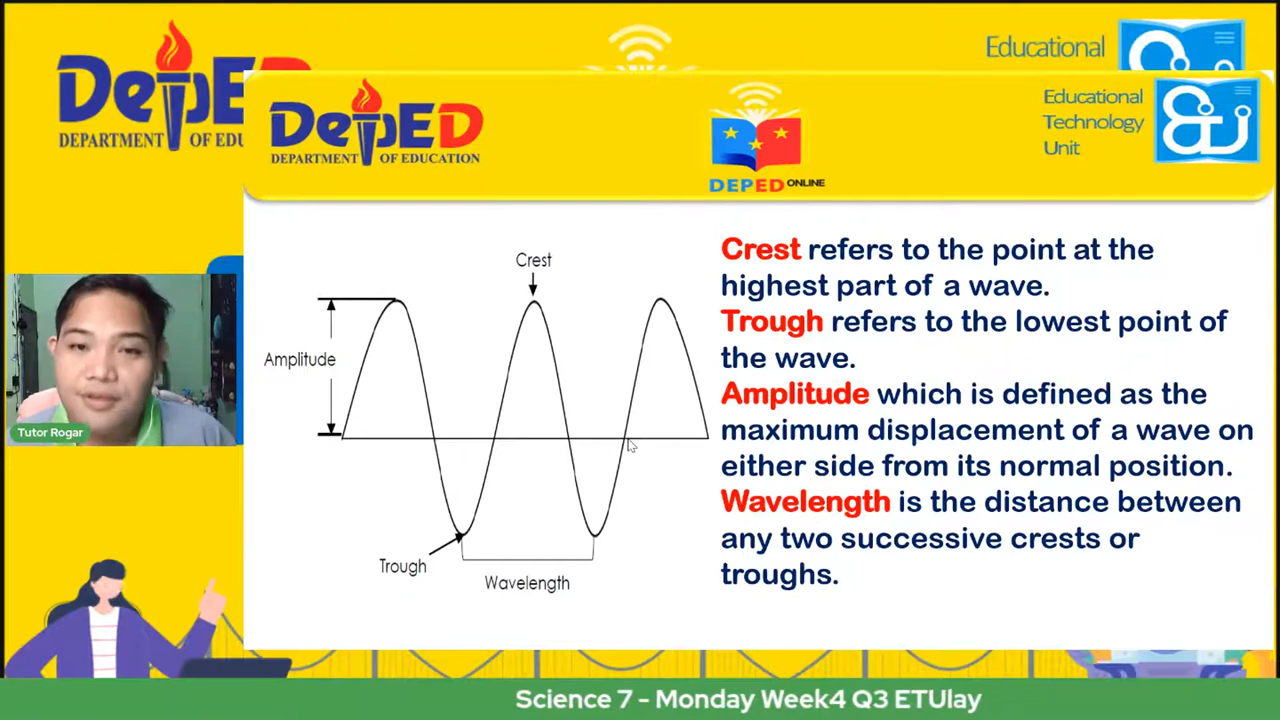 DepED
DEPARTMENT OF EDU
Educational
DepED
DEPARTMENT OF EDUCATION
DEPED ONLINE
Educational
Technology
Unit
Crest
Amplitude
Trough
Wavelength
Crest refers to the point at the
highest part of a wave.
Trough refers to the lowest point of
the wave.
Amplitude which is defined as the
maximum displacement of a wave on
either side from its normal position.
Wavelength is the distance between
any two successive crests or
troughs.
Tutor Rogar
Science 7 - Monday Week4 Q3 ETUlay